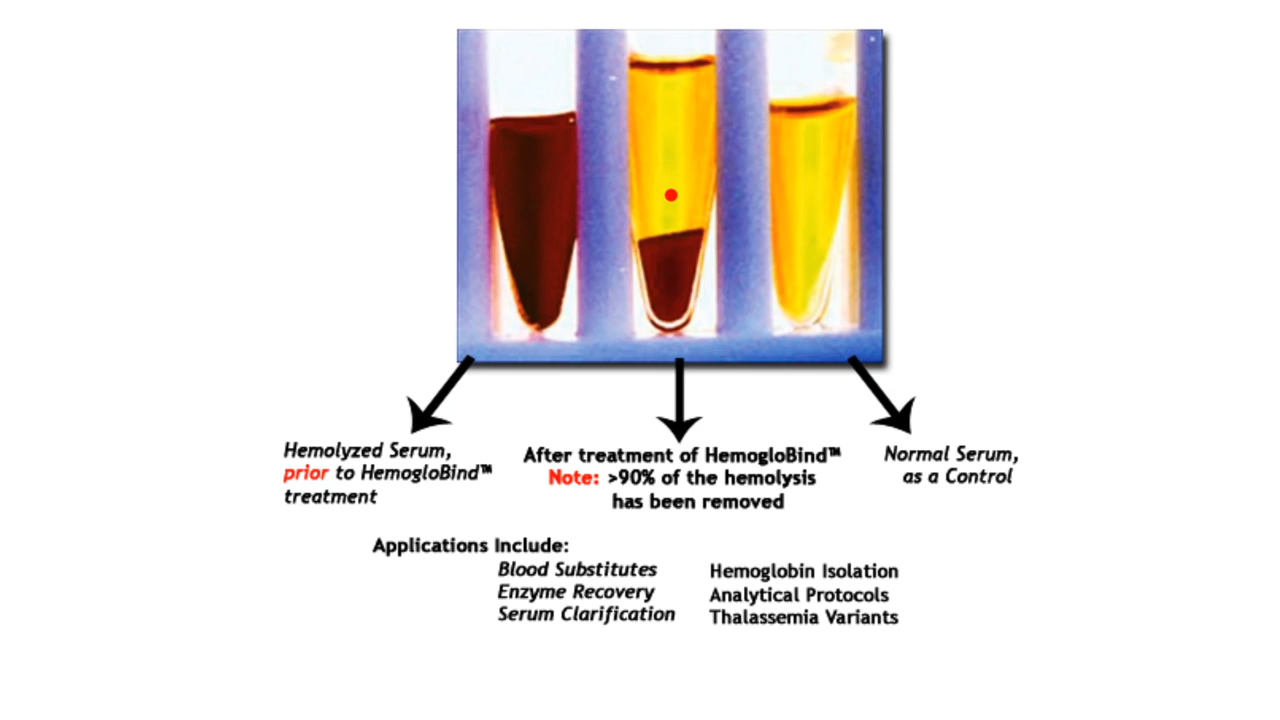 Hemolyzed Serum,
prior to HemogloBind™
treatment
After treatment of HemogloBind™
Note: >90% of the hemolysis
has been removed
Normal Serum,
as a Control
Applications Include:
Blood Substitutes
Enzyme Recovery
Serum Clarification
Hemoglobin Isolation
Analytical Protocols
Thalassemia Variants